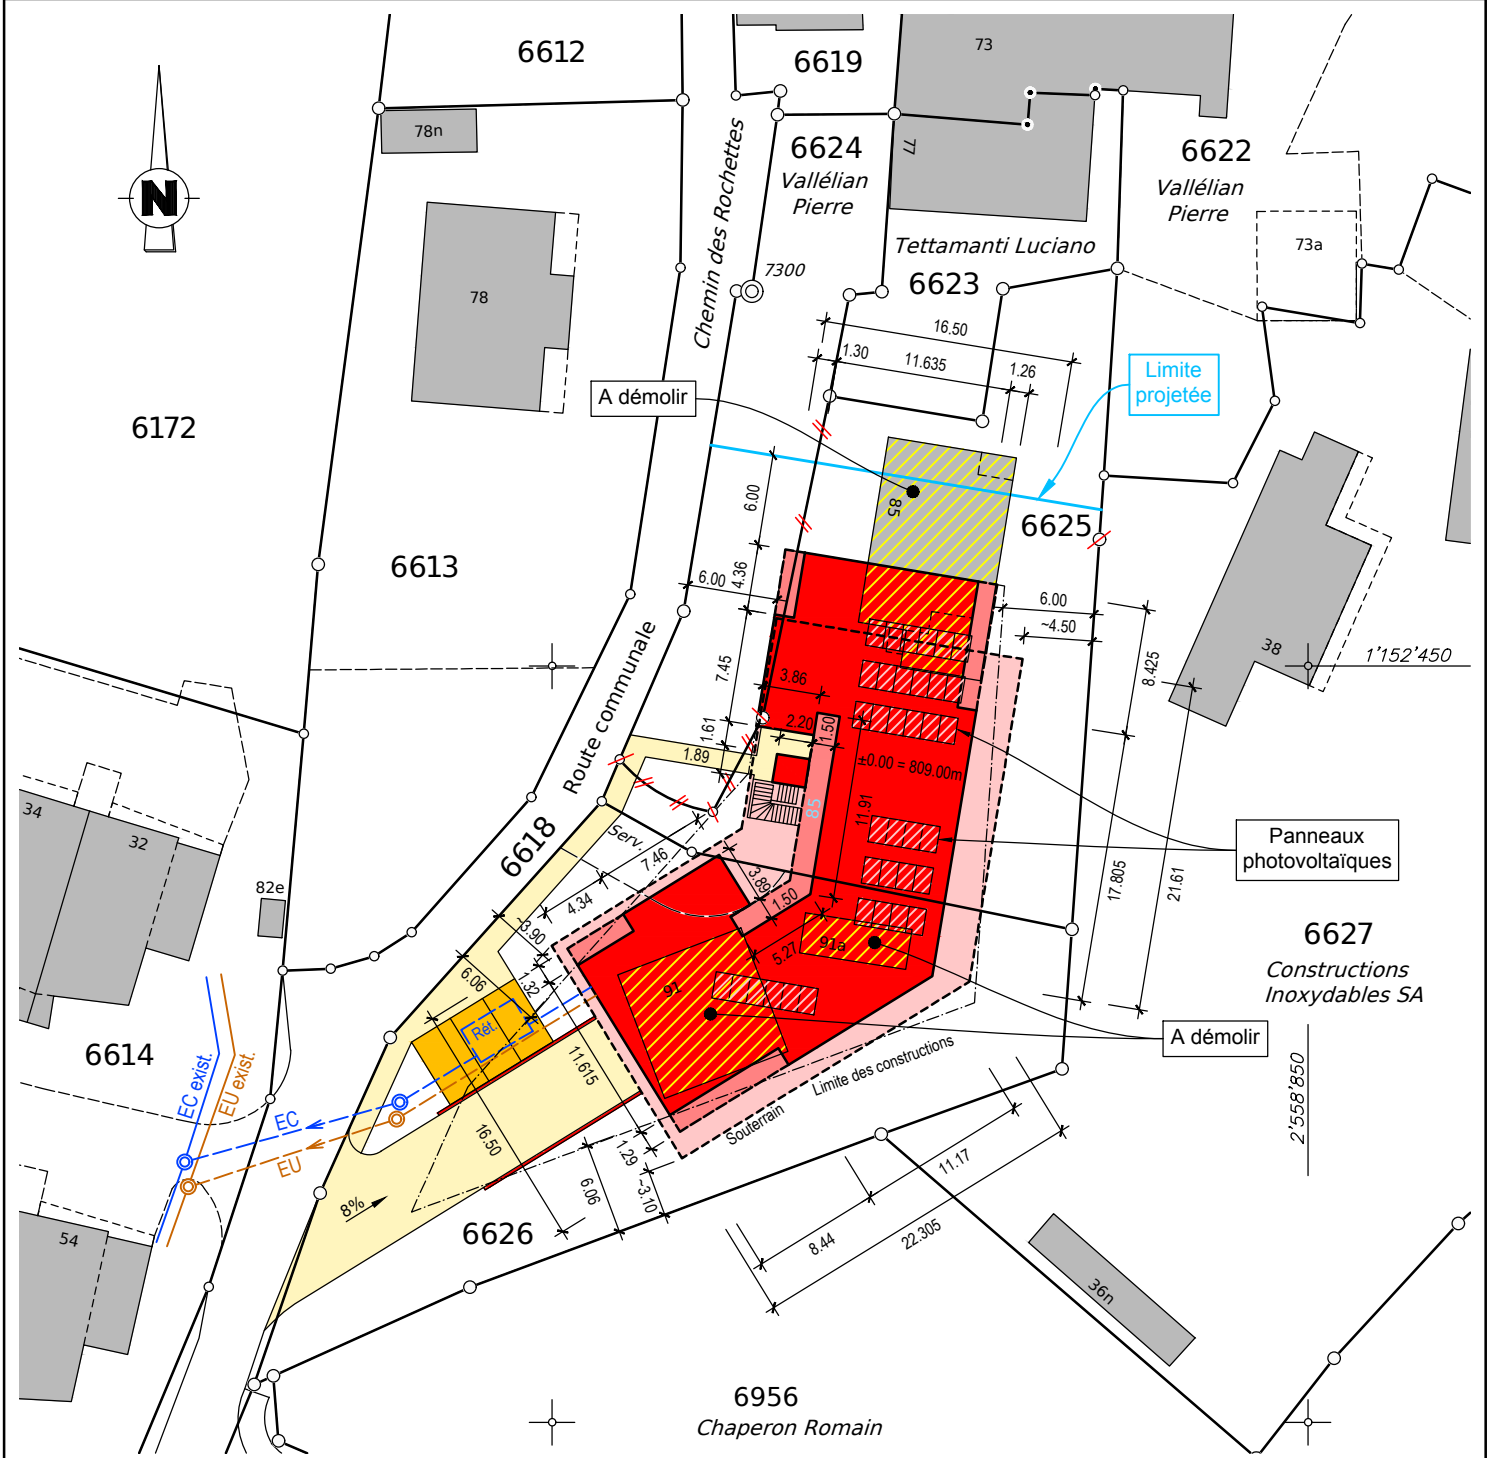 6612
6619
73
78n
N
Chemin des Rochettes
6624
Vallélian
Pierre
77
6622
Vallélian
Pierre
Tettamanti Luciano
6623
73a
7300
78
16.50
1.30
11.635
1.26
Limite
projetée
A démolir
6172
6.00
85
6625
6613
6.00
4.36
6.00
~4.50
Route communale
7.45
3.86
8.425
38
1'152'450
1.61
2.20
1.50
1.89
±0.00 = 809.00m
11.91
85
34
32
6618
Serv.
7.46
4.34
3.89
1.50
17.805
21.61
Panneaux
photovoltaïques
82e
~3.90
6.06
5.27
91a
91
6627
Constructions
Inoxydables SA
Rét.
6614
EC exist.
EU exist.
EC
EU
11.615
A démolir
Limite des constructions
Souterrain
2'558'850
16.50
1.29
6.06
~3.10
11.17
8.44
22.305
8%
6626
54
36n
6956
Chaperon Romain